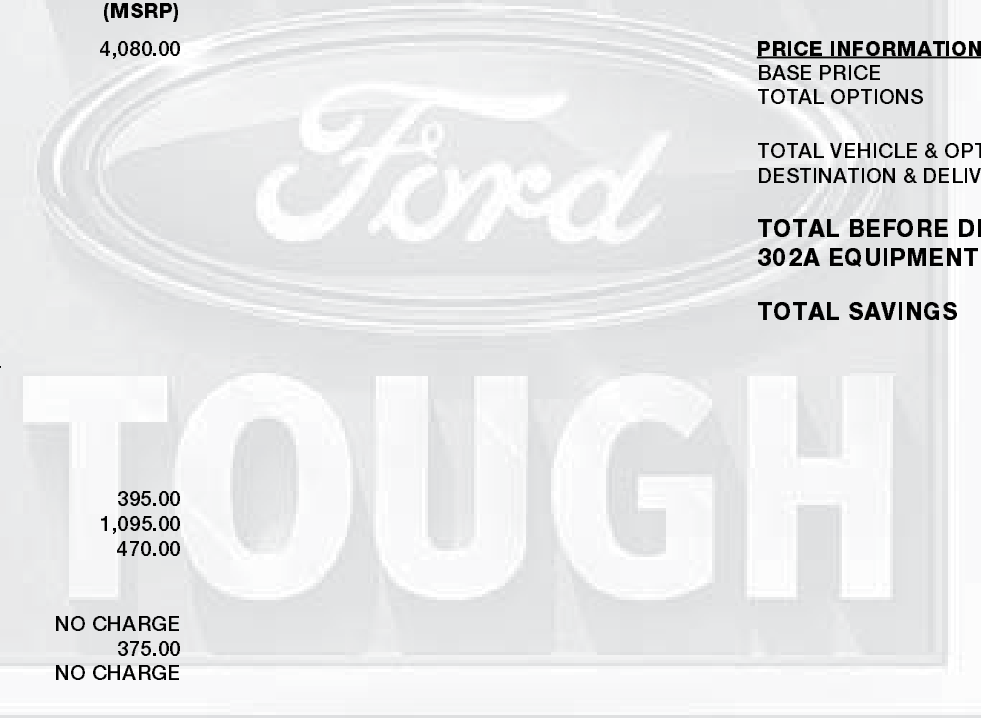 (MSRP)
4,080.00
PRICE INFORMATION
BASE PRICE
TOTAL OPTIONS
TOTAL VEHICLE & OPT
DESTINATION & DELIV
TOTAL BEFORE DI
302A EQUIPMENT
TOTAL SAVINGS
Ford
TOUGH
395.00
1,095.00
470.00
NO CHARGE
375.00
NO CHARGE